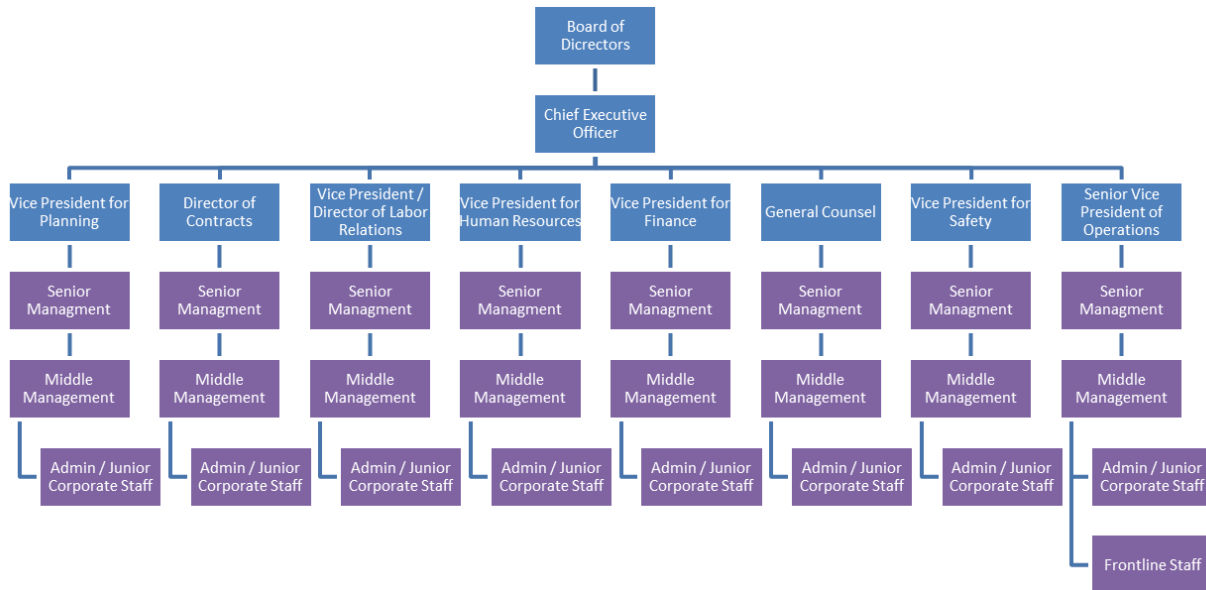 Board of
Dicrectors
Chief Executive
Officer
Vice President for
Planning
Director of
Contracts
Vice President /
Director of Labor
Relations
Vice President for
Human Resources
Vice President for
Finance
General Counsel
Vice President for
Safety
Senior Vice
President of
Operations
Senior
Managment
Senior
Managment
Senior
Managment
Senior
Managment
Senior
Managment
Senior
Managment
Senior
Managment
Senior
Managment
Middle
Management
Middle
Management
Middle
Management
Middle
Management
Middle
Management
Middle
Management
Middle
Management
Middle
Management
Admin / Junior
Corporate Staff
Admin / Junior
Corporate Staff
Admin / Junior
Corporate Staff
Admin / Junior
Corporate Staff
Admin / Junior
Corporate Staff
Admin / Junior
Corporate Staff
Admin / Junior
Corporate Staff
Admin / Junior
Corporate Staff
Frontline Staff